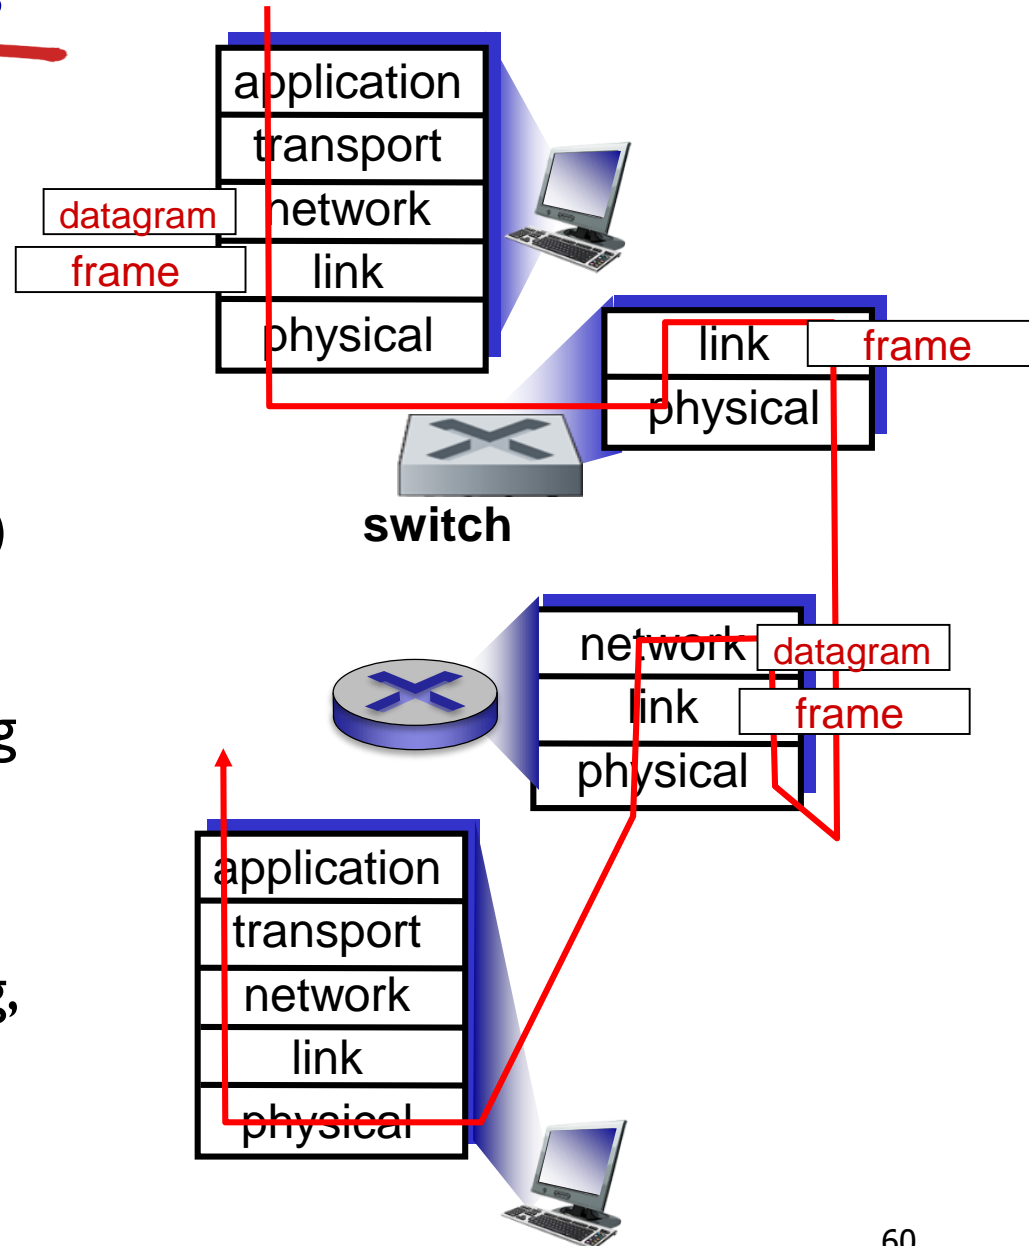 application
transport
datagram network
frame link
physical
link frame
physical
switch
)
network datagram
link frame
physical
g
application
transport
network
g,
link
physical
60